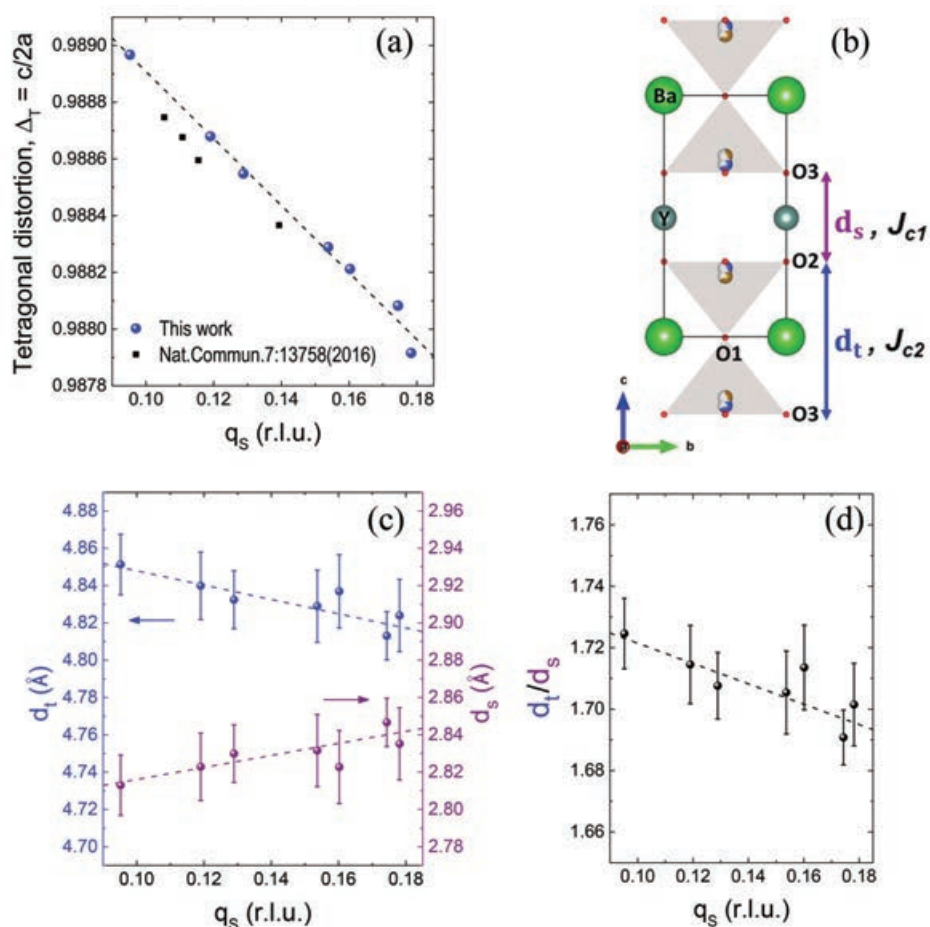 (a)
Tetragonal distortion, Δ_T = c/2a
0.9890
0.9888
0.9886
0.9884
0.9882
0.9880
0.9878
This work
Nat.Commun.7:13758(2016)
0.10 0.12 0.14 0.16 0.18
q_s (r.l.u.)
(b)
Ba
O3
Y
d_s , J_c1
O2
O1
d_t , J_c2
O3
c
b
(c)
d_t (Å)
4.88
4.86
4.84
4.82
4.80
4.78
4.76
4.74
4.72
4.70
2.96
2.94
2.92
2.90
2.88
2.86
2.84
2.82
2.80
2.78
d_s (Å)
0.10 0.12 0.14 0.16 0.18
q_s (r.l.u.)
(d)
d_t/d_s
1.76
1.74
1.72
1.70
1.68
1.66
0.10 0.12 0.14 0.16 0.18
q_s (r.l.u.)